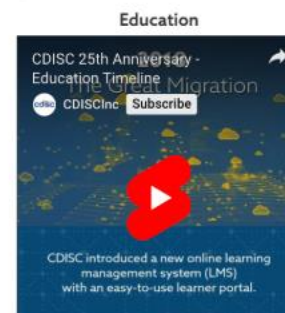 Education
CDISC 25th Anniversary -
Education Timeline
2019
The Great Migration
cdisc CDISCInc Subscribe
CDISC introduced a new online learning
management system (LMS)
with an easy-to-use learner portal.